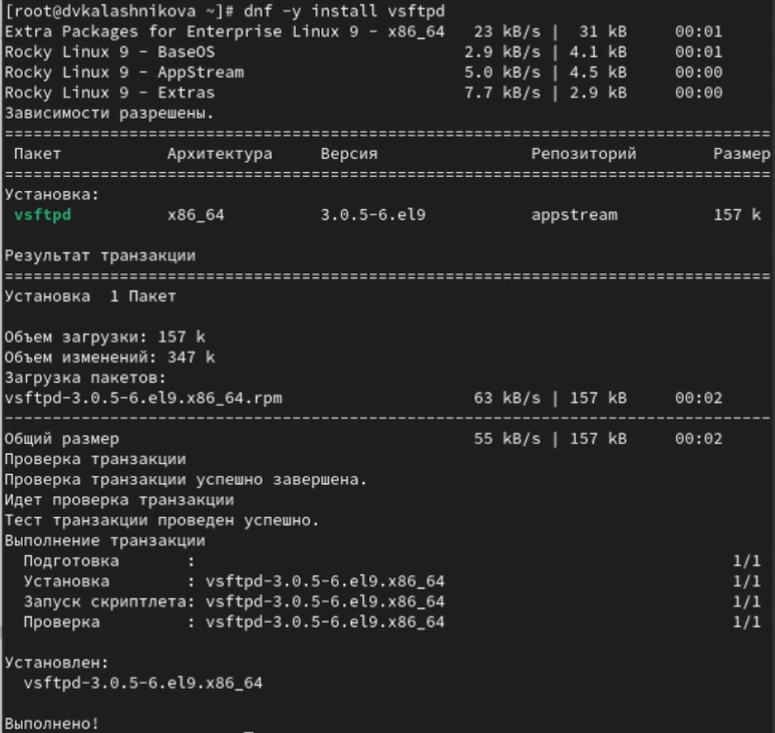 [root@dvkalashnikova ~]# dnf -y install vsftpd
Extra Packages for Enterprise Linux 9 - x86_64   23 kB/s |  31 kB     00:01
Rocky Linux 9 - BaseOS                          2.9 kB/s | 4.1 kB     00:01
Rocky Linux 9 - AppStream                       5.0 kB/s | 4.5 kB     00:00
Rocky Linux 9 - Extras                          7.7 kB/s | 2.9 kB     00:00
Зависимости разрешены.
================================================================================
 Пакет           Архитектура     Версия                Репозиторий        Размер
================================================================================
Установка:
 vsftpd          x86_64          3.0.5-6.el9           appstream          157 k

Результат транзакции
================================================================================
Установка  1 Пакет

Объем загрузки: 157 k
Объем изменений: 347 k
Загрузка пакетов:
vsftpd-3.0.5-6.el9.x86_64.rpm                    63 kB/s | 157 kB     00:02
--------------------------------------------------------------------------------
Общий размер                                     55 kB/s | 157 kB     00:02
Проверка транзакции
Проверка транзакции успешно завершена.
Идет проверка транзакции
Тест транзакции проведен успешно.
Выполнение транзакции
  Подготовка       :                                                        1/1
  Установка        : vsftpd-3.0.5-6.el9.x86_64                              1/1
  Запуск скриптлета: vsftpd-3.0.5-6.el9.x86_64                              1/1
  Проверка         : vsftpd-3.0.5-6.el9.x86_64                              1/1

Установлен:
  vsftpd-3.0.5-6.el9.x86_64

Выполнено!